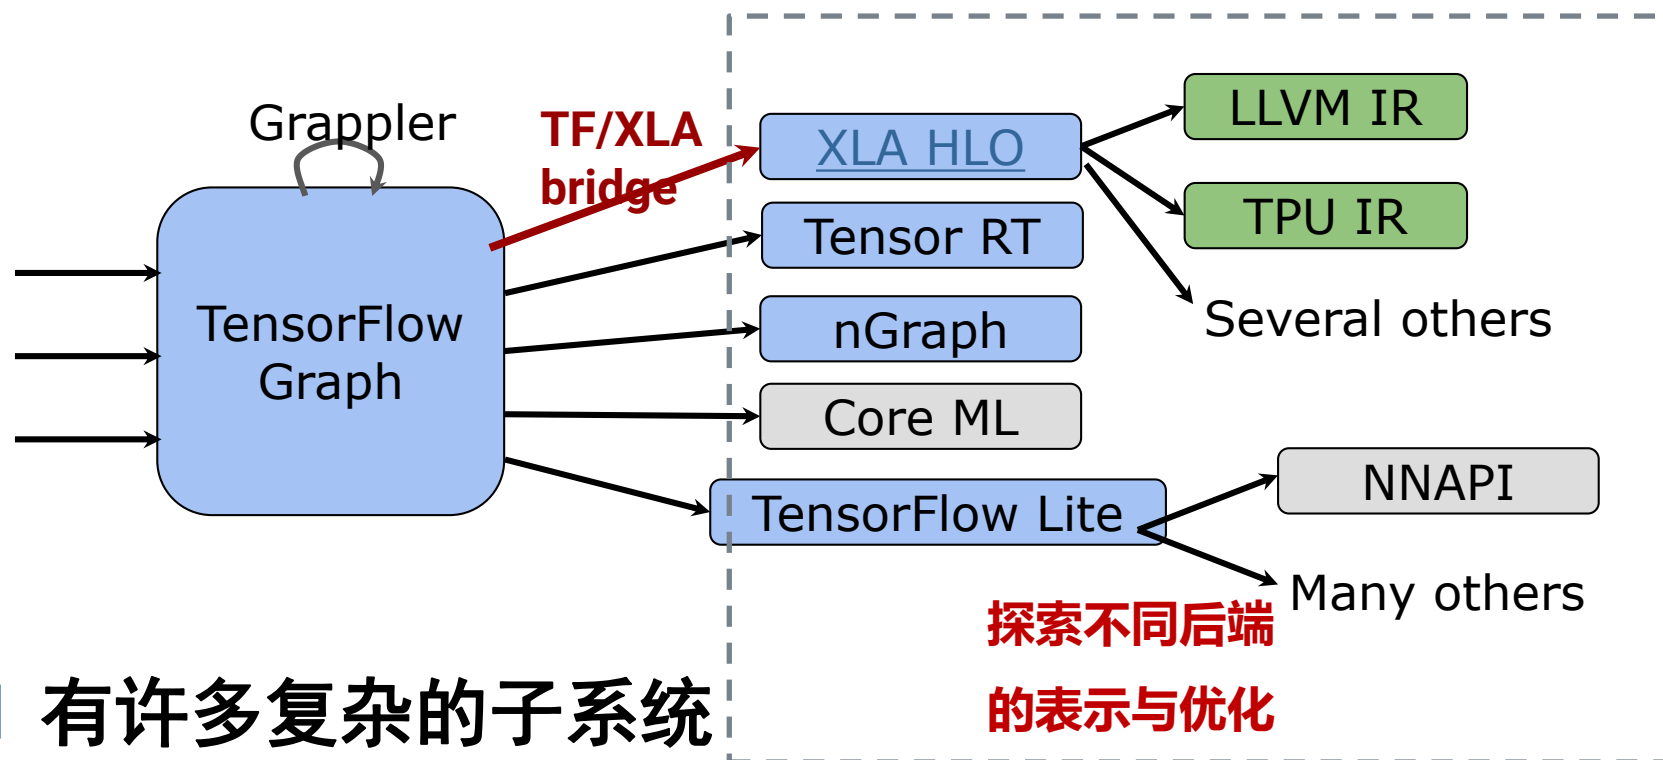 Grappler
TF/XLA
bridge
TensorFlow
Graph
XLA HLO
Tensor RT
nGraph
Core ML
TensorFlow Lite
LLVM IR
TPU IR
Several others
NNAPI
Many others
探索不同后端
的表示与优化
有许多复杂的子系统